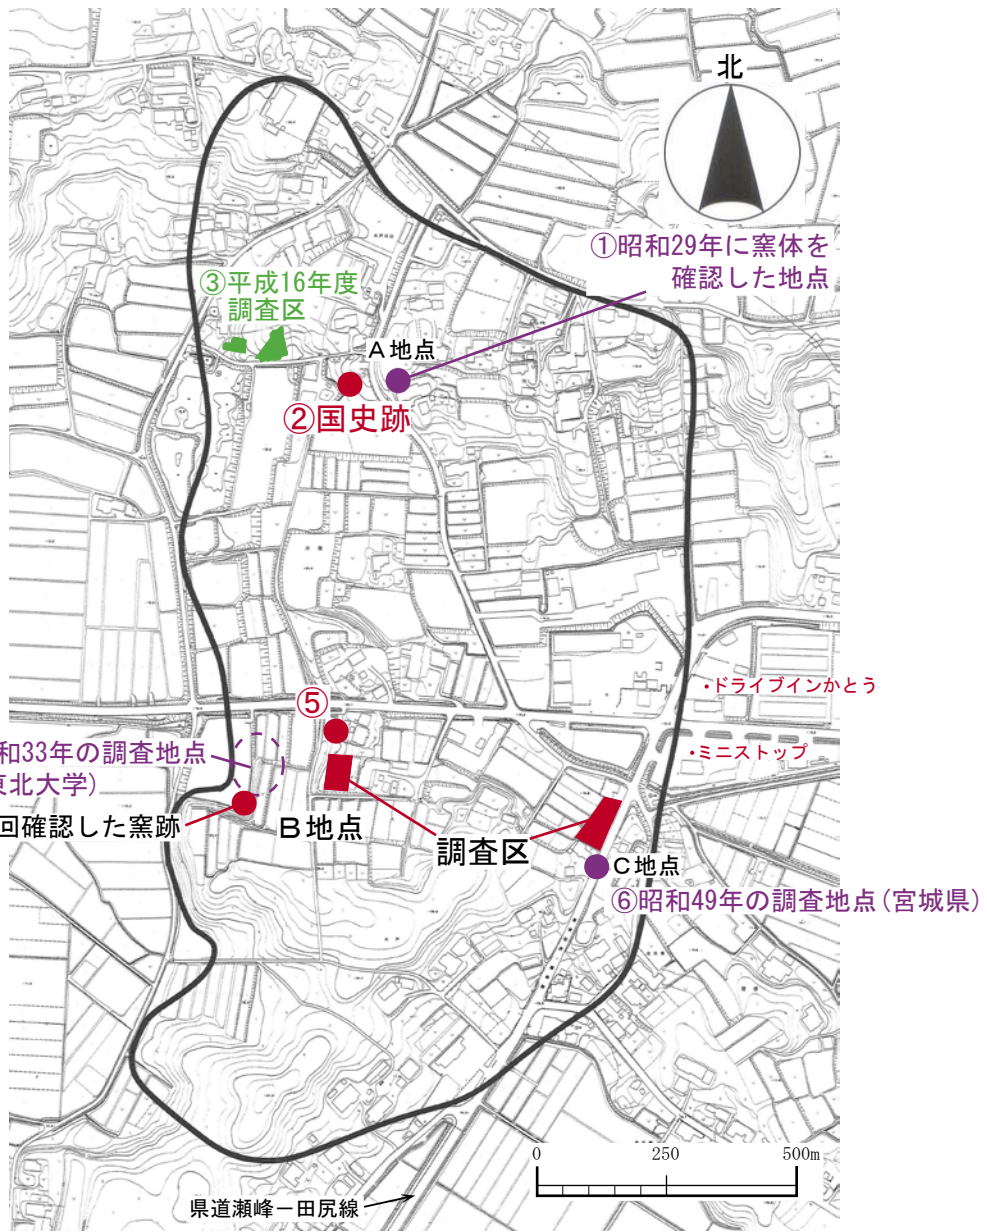 北
①昭和29年に窯体を
確認した地点
③平成16年度
調査区
A地点
②国史跡
・ドライブインかとう
⑤
・ミニストップ
和33年の調査地点
東北大学)
回確認した窯跡
B地点
調査区
C地点
⑥昭和49年の調査地点(宮城県)
0 250 500m
県道瀬峰－田尻線